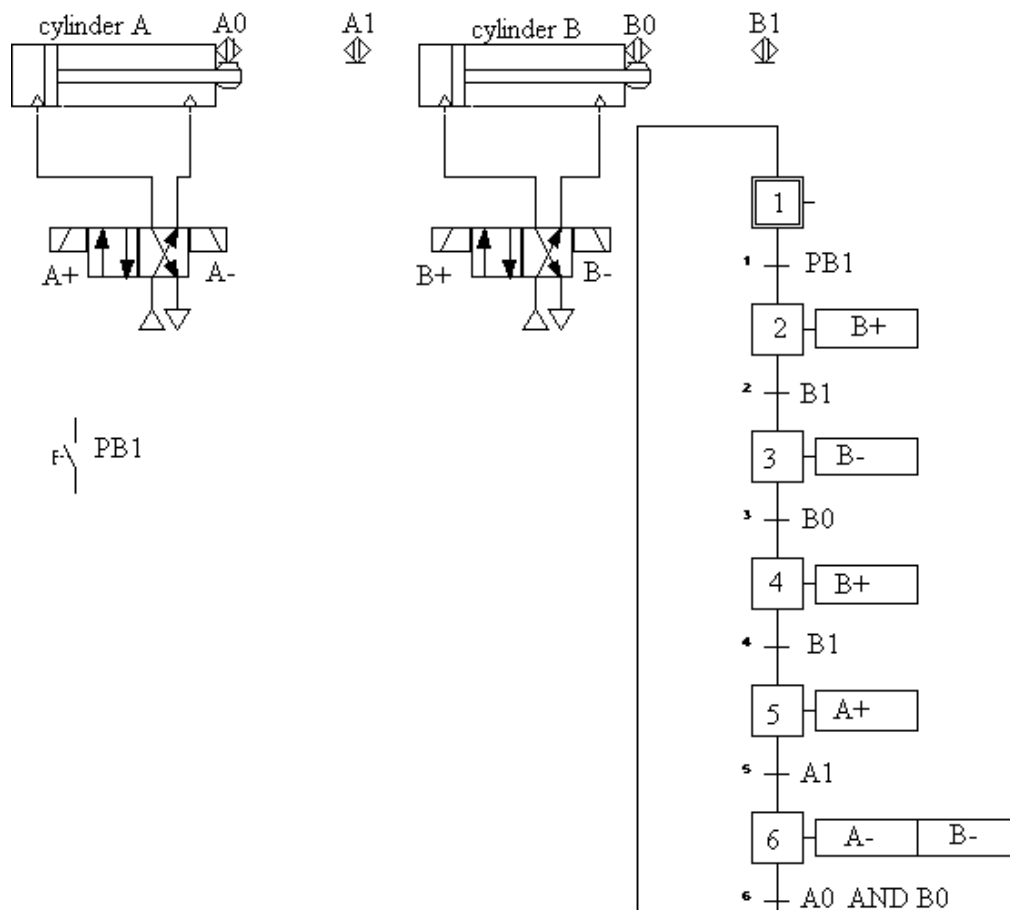 cylinder A A0 A1 cylinder B B0 B1
1
1 PB1
A+ A- B+ B-
2 B+
2 B1
PB1
3 B-
3 B0
4 B+
4 B1
5 A+
5 A1
6 A- B-
6 A0 AND B0